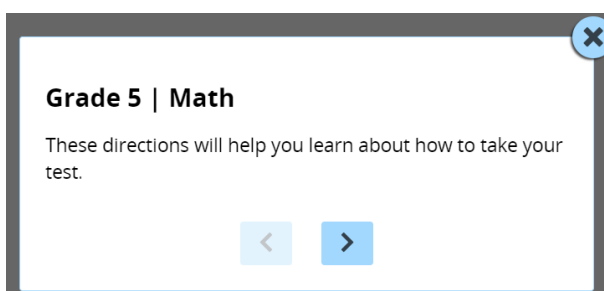 Grade 5 | Math
These directions will help you learn about how to take your
test.